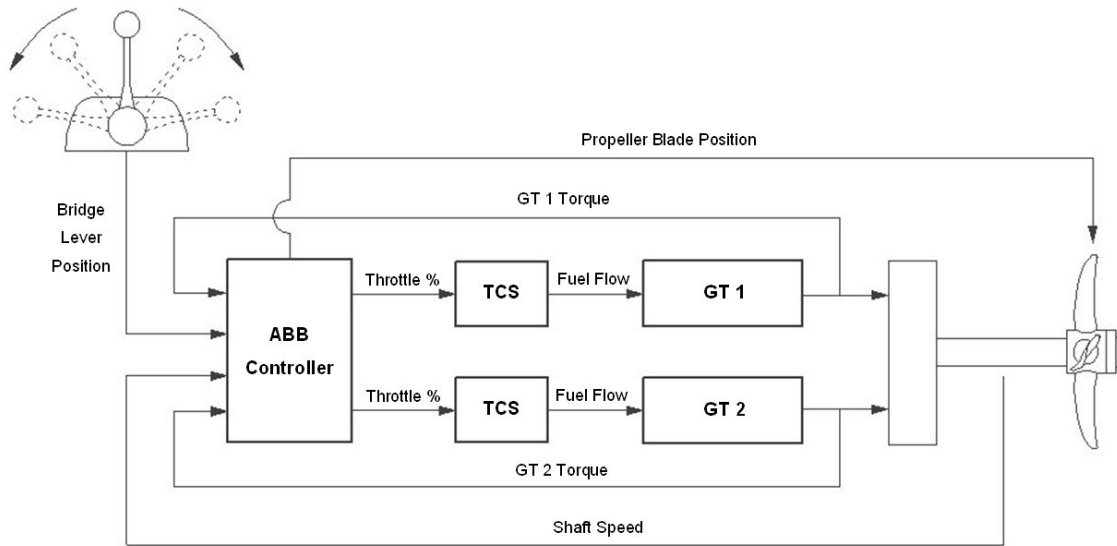 Propeller Blade Position
GT 1 Torque
Bridge
Lever
Position
ABB
Controller
Throttle %
TCS
Fuel Flow
GT 1
Throttle %
TCS
Fuel Flow
GT 2
GT 2 Torque
Shaft Speed